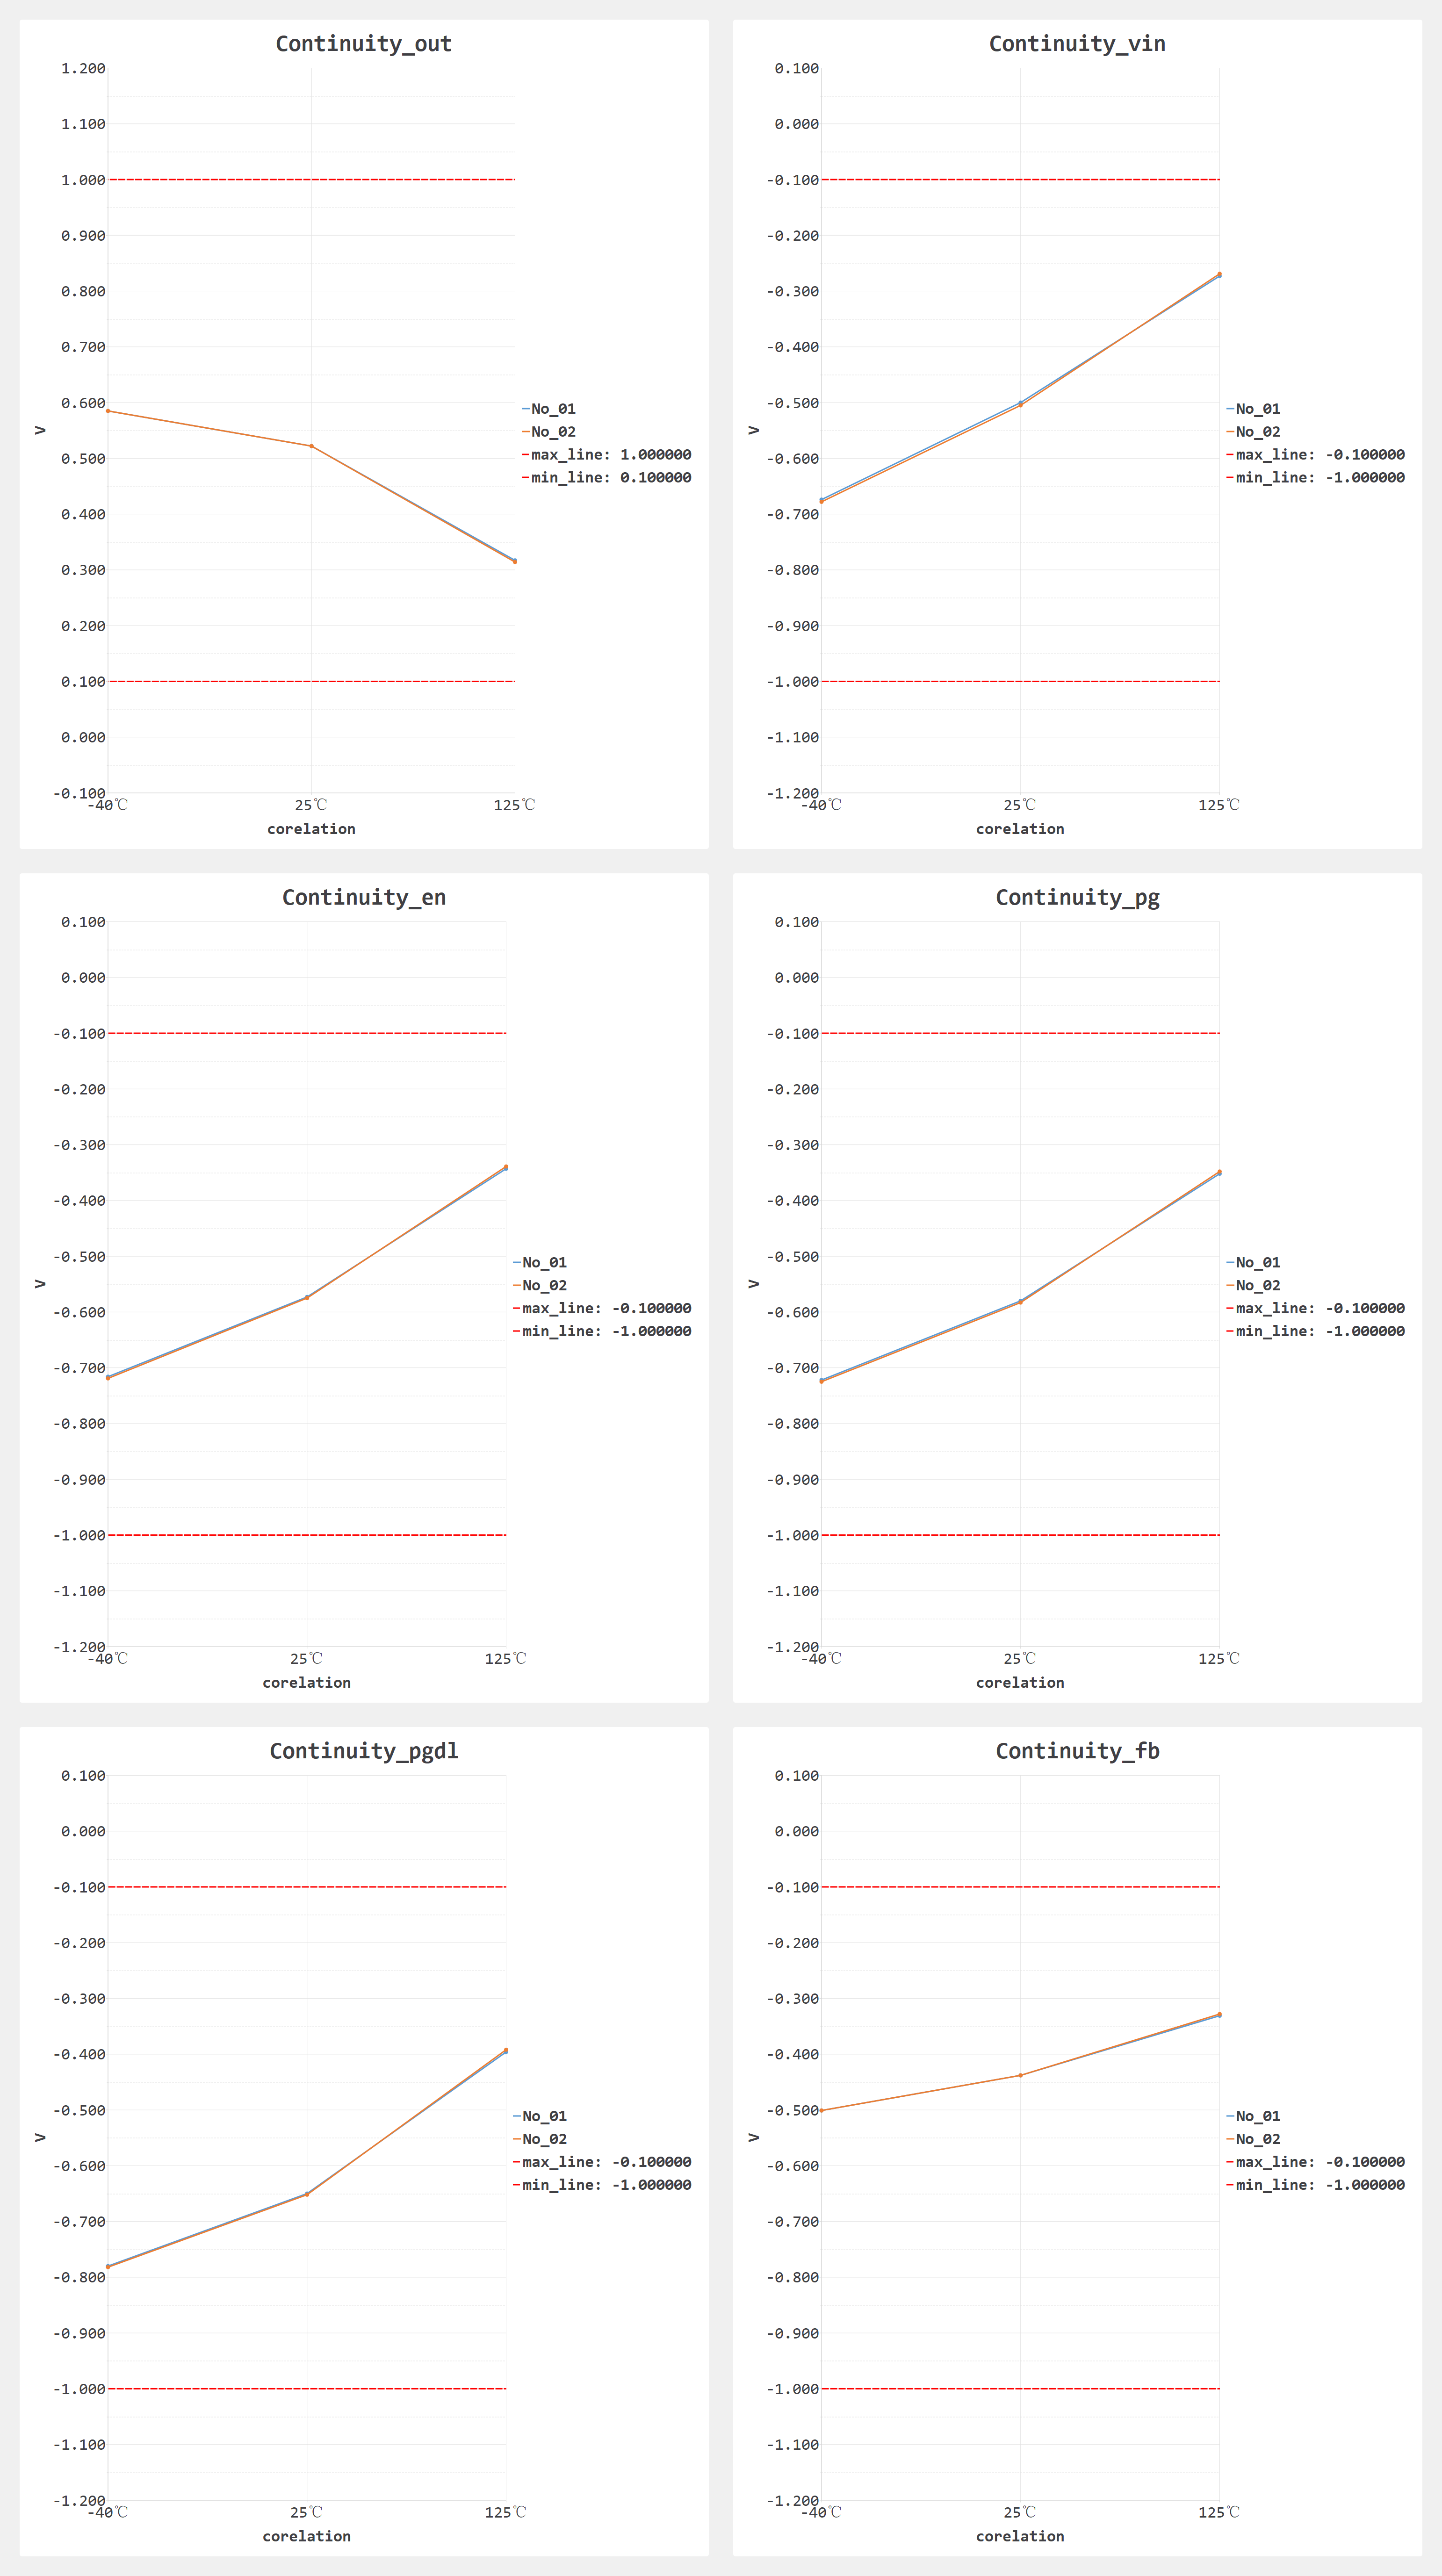 Continuity_out
1.200
1.100
1.000
0.900
0.800
0.700
0.600
0.500
0.400
0.300
0.200
0.100
0.000
-0.100
V
-40℃ 25℃ 125℃
corelation
No_01
No_02
max_line: 1.000000
min_line: 0.100000
Continuity_vin
0.100
0.000
-0.100
-0.200
-0.300
-0.400
-0.500
-0.600
-0.700
-0.800
-0.900
-1.000
-1.100
-1.200
V
-40℃ 25℃ 125℃
corelation
No_01
No_02
max_line: -0.100000
min_line: -1.000000
Continuity_en
0.100
0.000
-0.100
-0.200
-0.300
-0.400
-0.500
-0.600
-0.700
-0.800
-0.900
-1.000
-1.100
-1.200
V
-40℃ 25℃ 125℃
corelation
No_01
No_02
max_line: -0.100000
min_line: -1.000000
Continuity_pg
0.100
0.000
-0.100
-0.200
-0.300
-0.400
-0.500
-0.600
-0.700
-0.800
-0.900
-1.000
-1.100
-1.200
V
-40℃ 25℃ 125℃
corelation
No_01
No_02
max_line: -0.100000
min_line: -1.000000
Continuity_pgdl
0.100
0.000
-0.100
-0.200
-0.300
-0.400
-0.500
-0.600
-0.700
-0.800
-0.900
-1.000
-1.100
-1.200
V
-40℃ 25℃ 125℃
corelation
No_01
No_02
max_line: -0.100000
min_line: -1.000000
Continuity_fb
0.100
0.000
-0.100
-0.200
-0.300
-0.400
-0.500
-0.600
-0.700
-0.800
-0.900
-1.000
-1.100
-1.200
V
-40℃ 25℃ 125℃
corelation
No_01
No_02
max_line: -0.100000
min_line: -1.000000